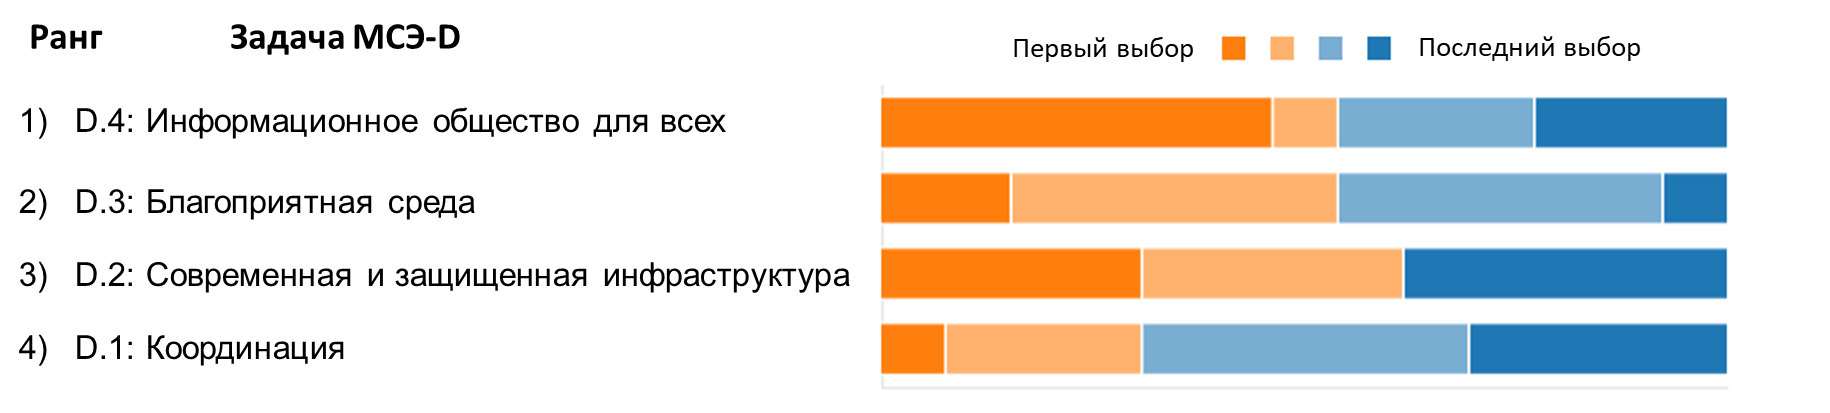 Ранг Задача МСЭ-D
Первый выбор Последний выбор
1) D.4: Информационное общество для всех
2) D.3: Благоприятная среда
3) D.2: Современная и защищенная инфраструктура
4) D.1: Координация